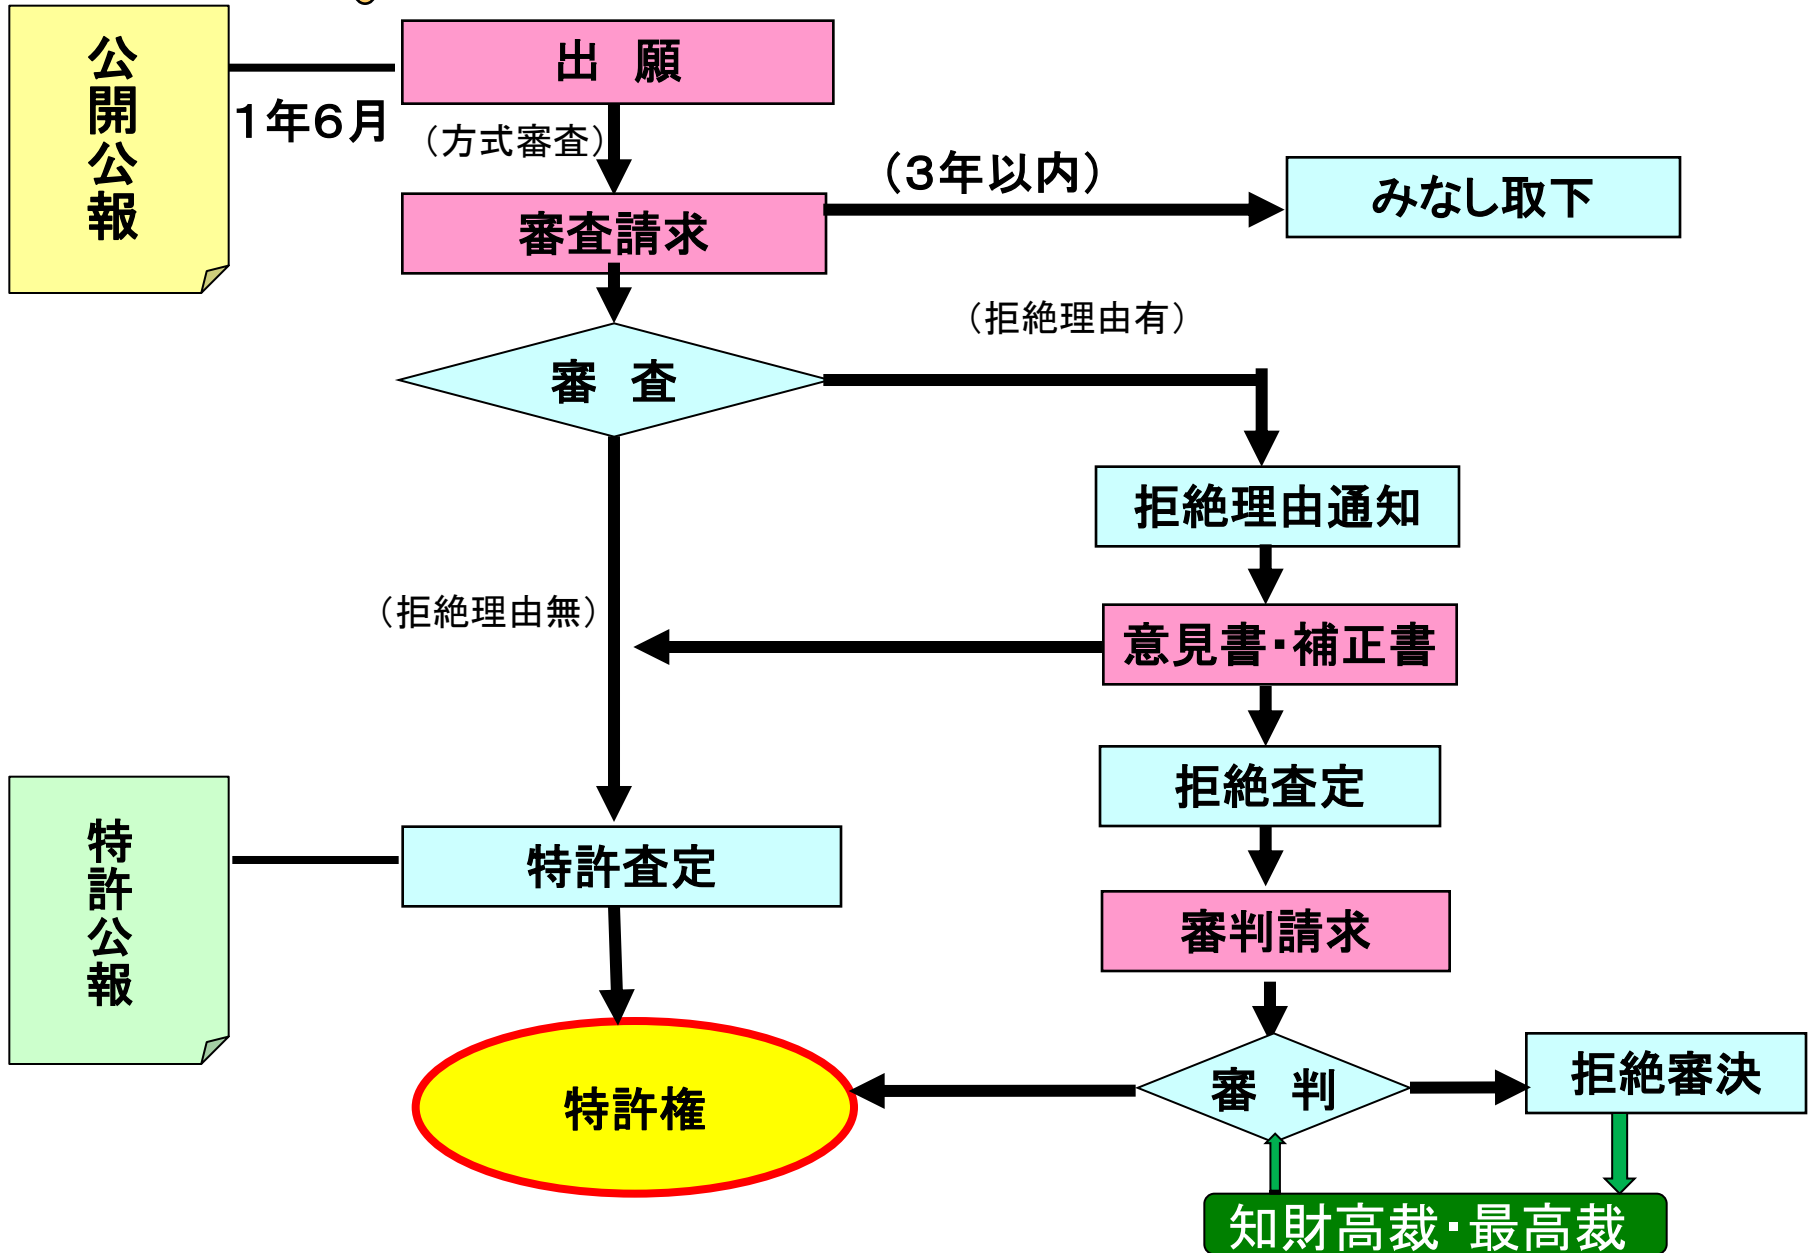 公開公報
出　願
１年６月
（方式審査）
（３年以内）
みなし取下
審査請求
（拒絶理由有）
審　査
拒絶理由通知
（拒絶理由無）
意見書・補正書
拒絶査定
特許公報
特許査定
審判請求
拒絶審決
審　判
特許権
知財高裁・最高裁